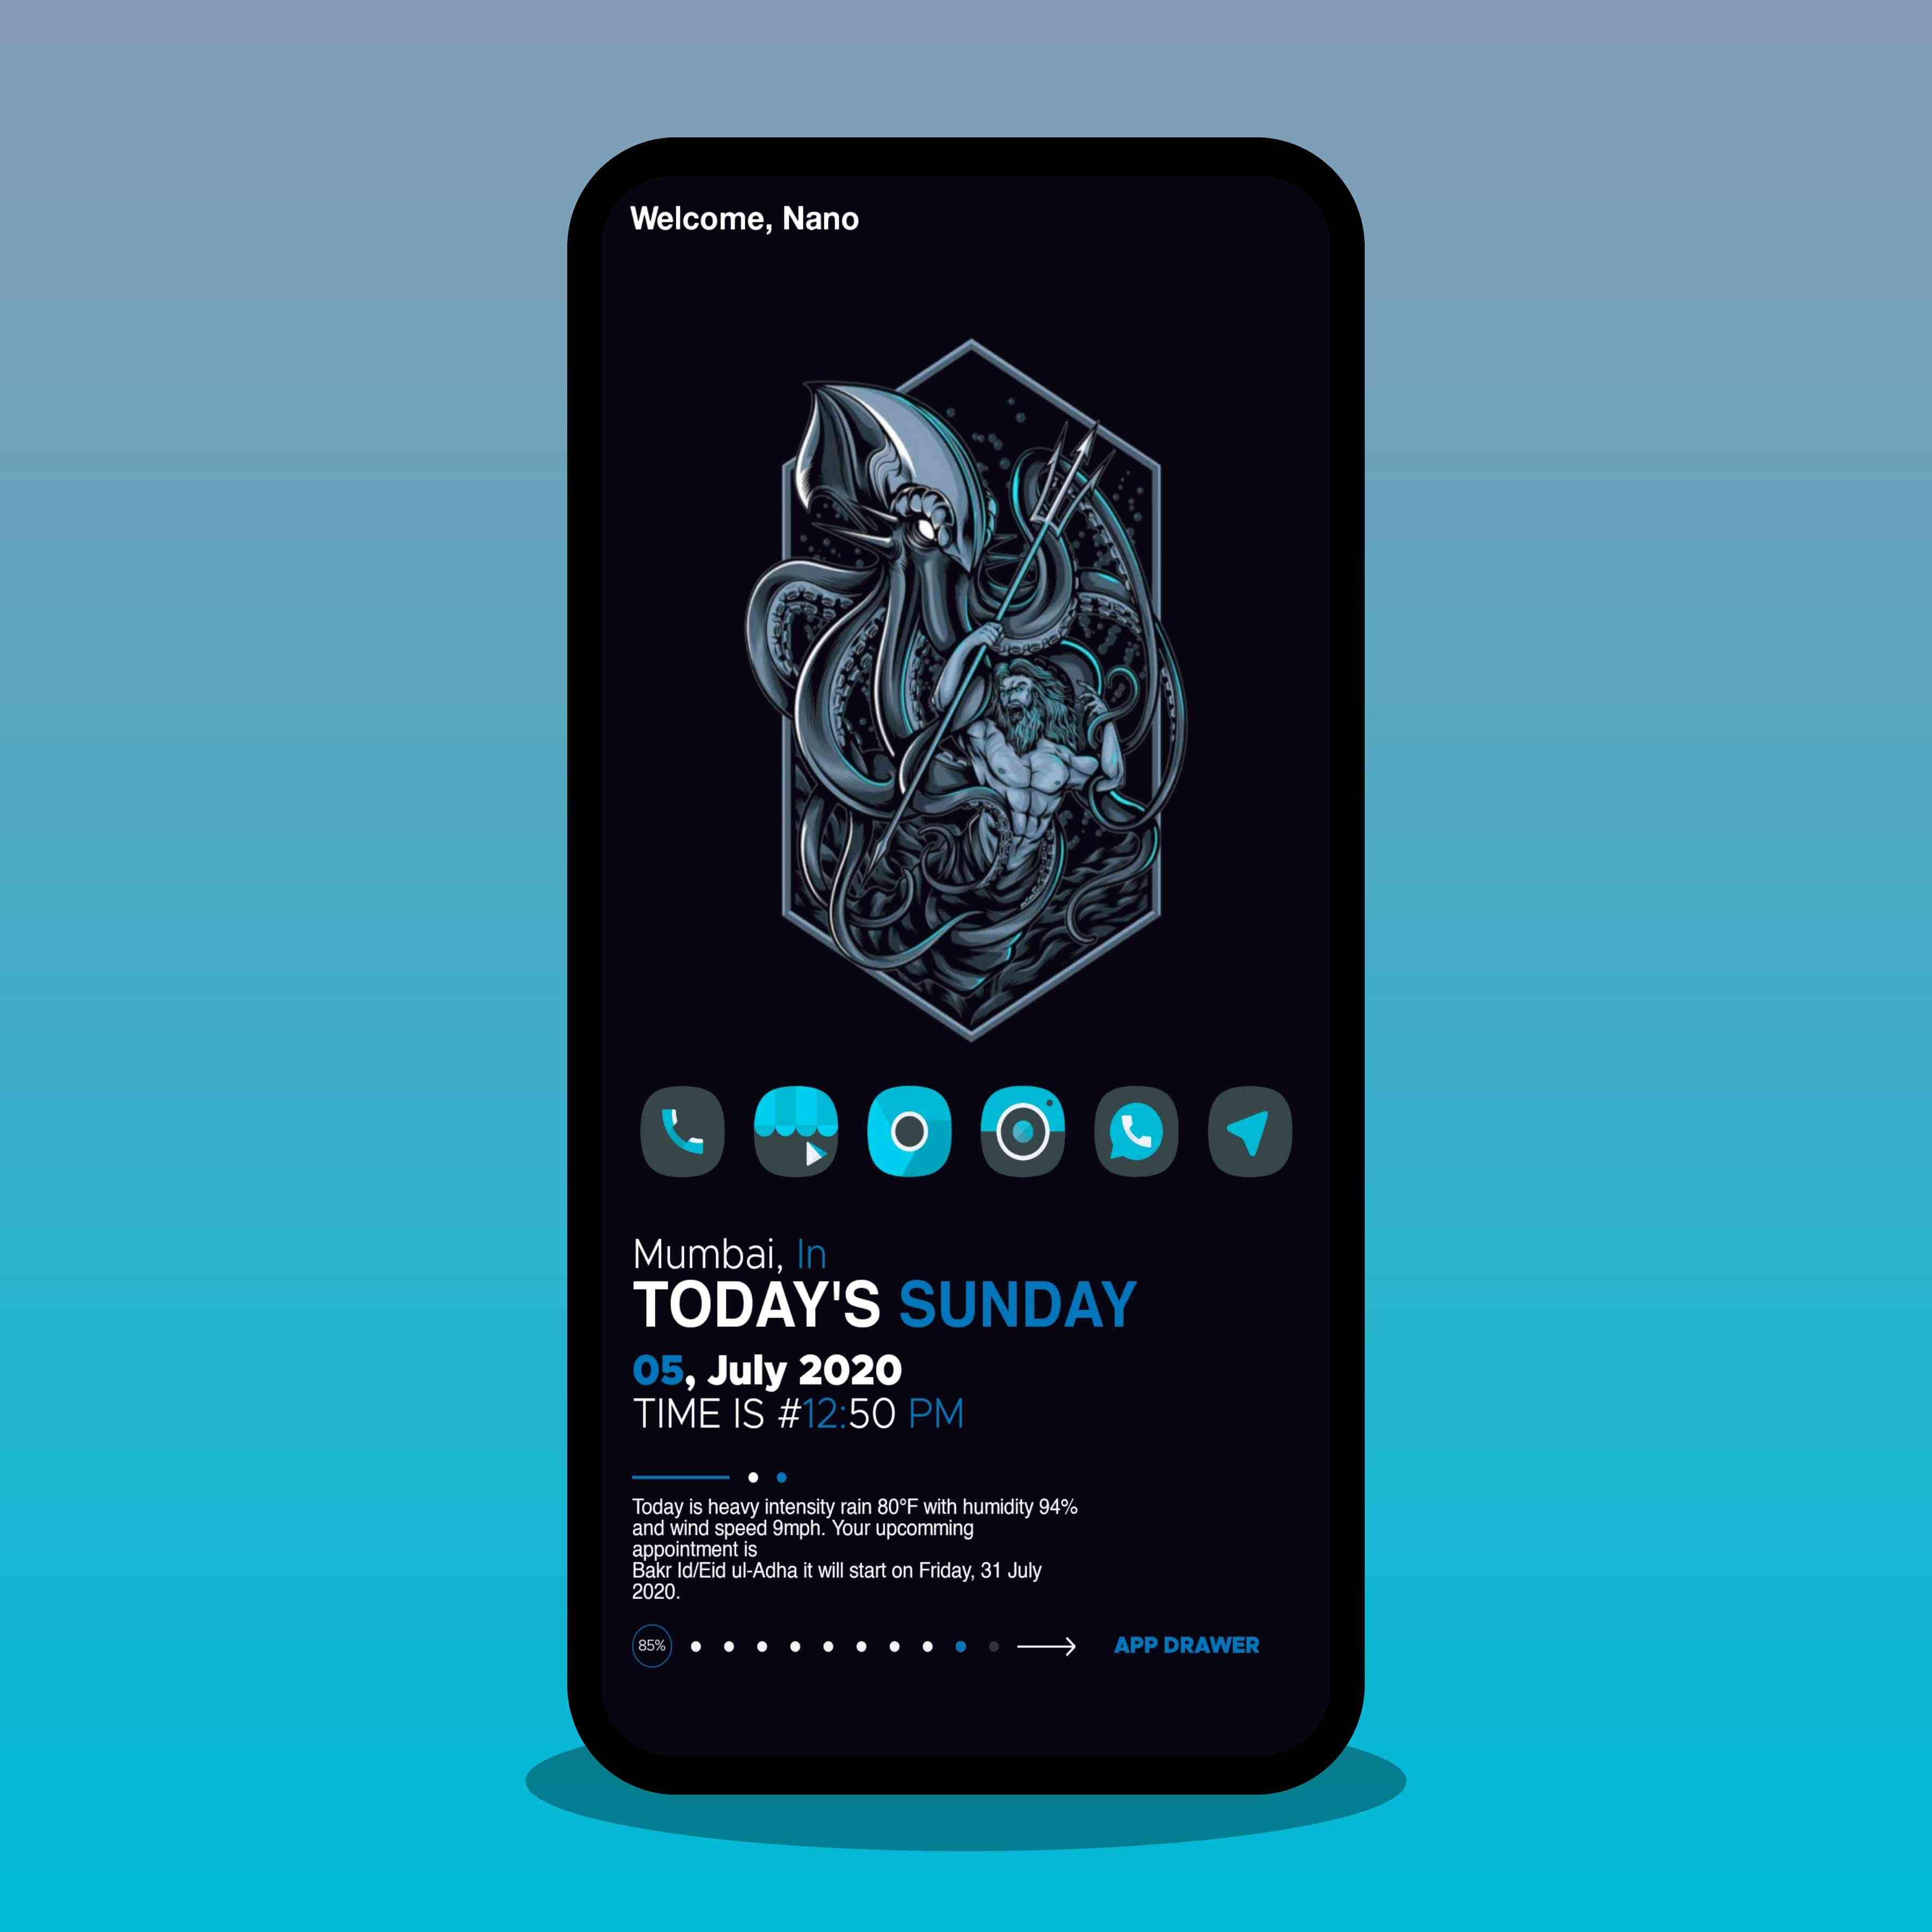 Welcome, Nano
Mumbai, In
TODAY'S SUNDAY
05, July 2020
TIME IS #12:50 PM
Today is heavy intensity rain 80°F with humidity 94%
and wind speed 9mph. Your upcomming
appointment is
Bakr Id/Eid ul-Adha it will start on Friday, 31 July
2020.
85% APP DRAWER